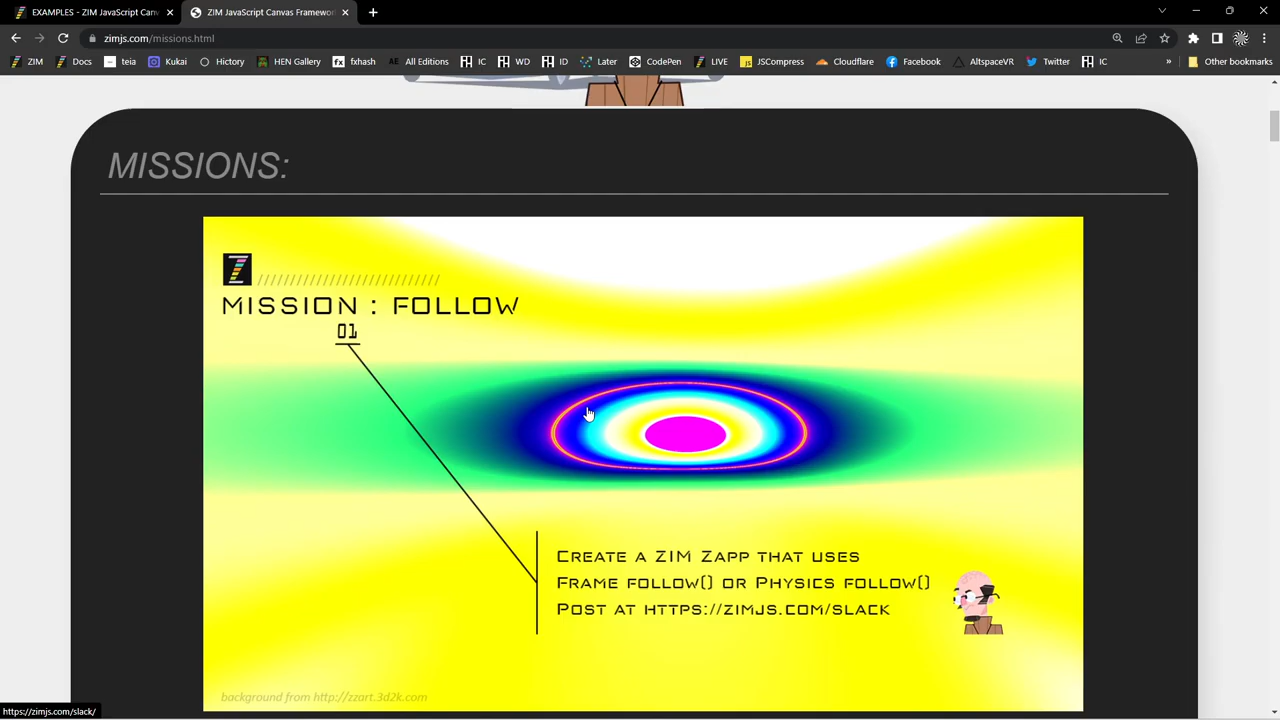 EXAMPLES - ZIM JavaScript Can
ZIM JavaScript Canvas Framewor
zimjs.com/missions.html
ZIM
Docs
teia
Kukai
Hictory
HEN Gallery
fxhash
All Editions
IC
WD
ID
Later
CodePen
LIVE
JSCompress
Cloudflare
Facebook
AltspaceVR
Twitter
IC
»
Other bookmarks
MISSIONS:
MISSION : FOLLOW
01
CREATE A ZIM ZAPP THAT USES
FRAME FOLLOW() OR PHYSICS FOLLOW()
POST AT HTTPS://ZIMJS.COM/SLACK
background from http://zzart.3d2k.com
https://zimjs.com/slack/